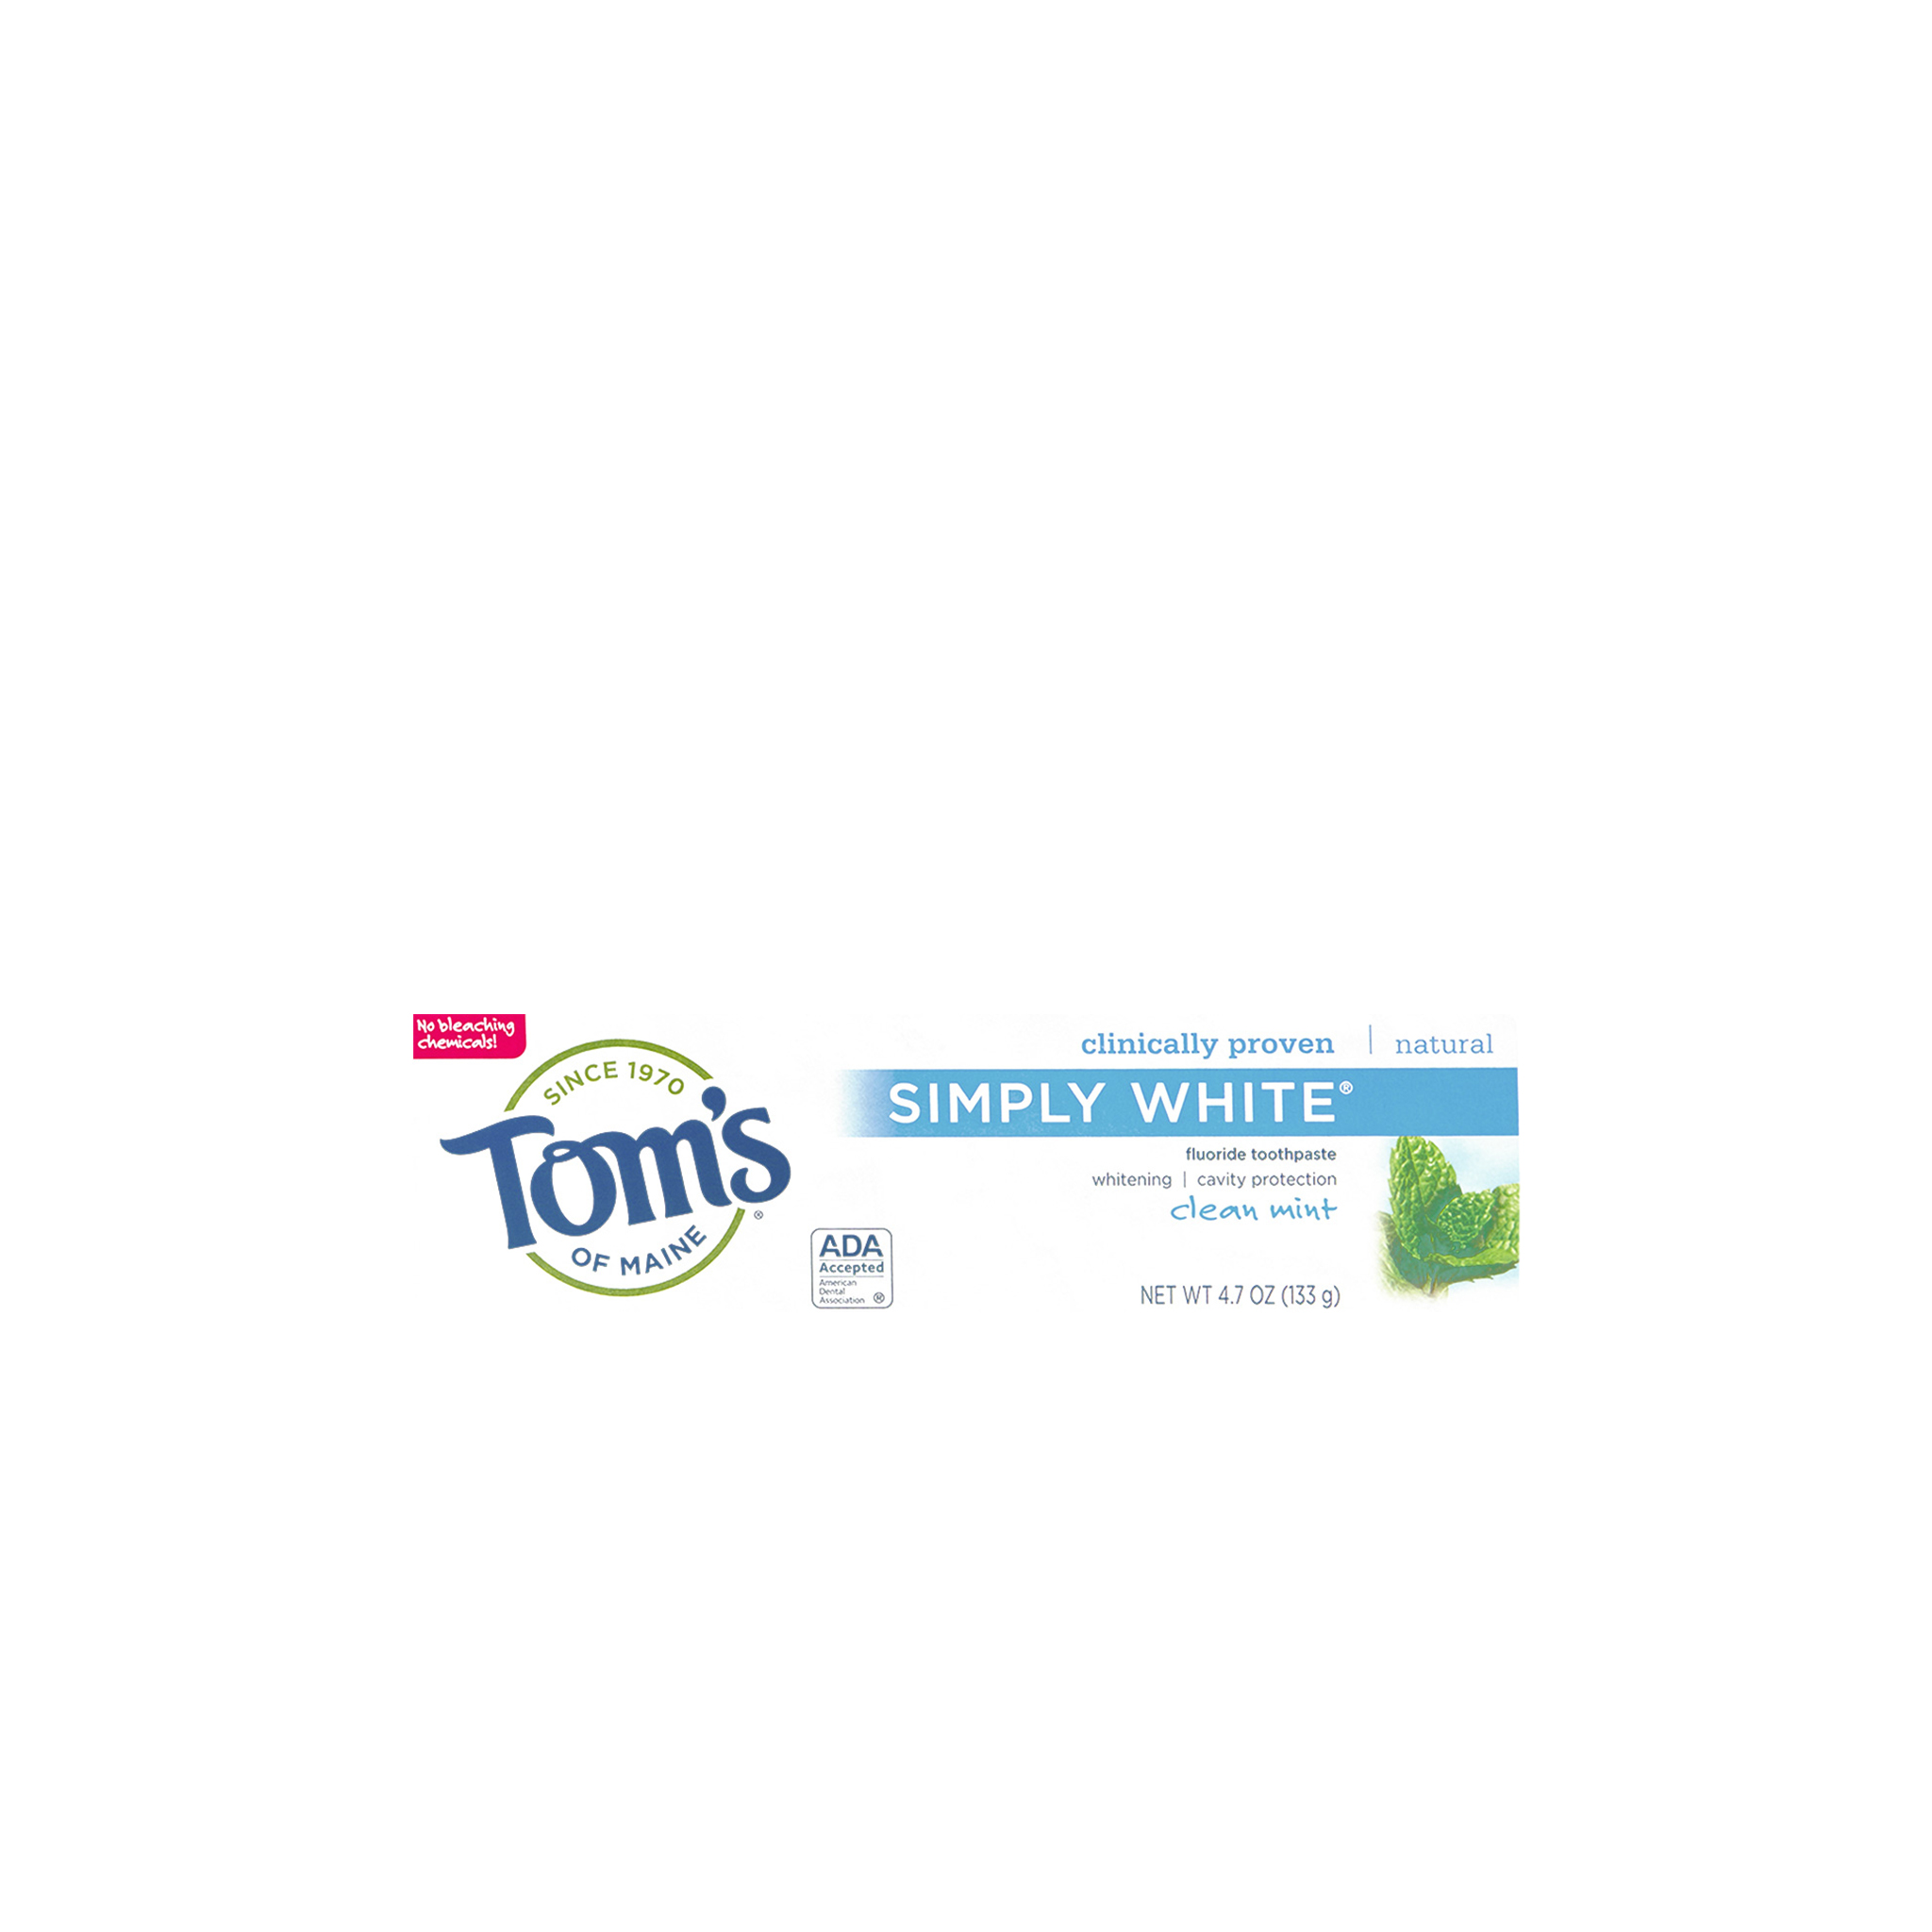 No bleaching
chemicals!
SINCE 1970
Tom's®
OF MAINE
ADA
Accepted
American
Dental
Association ®
clinically proven | natural
SIMPLY WHITE®
fluoride toothpaste
whitening | cavity protection
clean mint
NET WT 4.7 OZ (133 g)